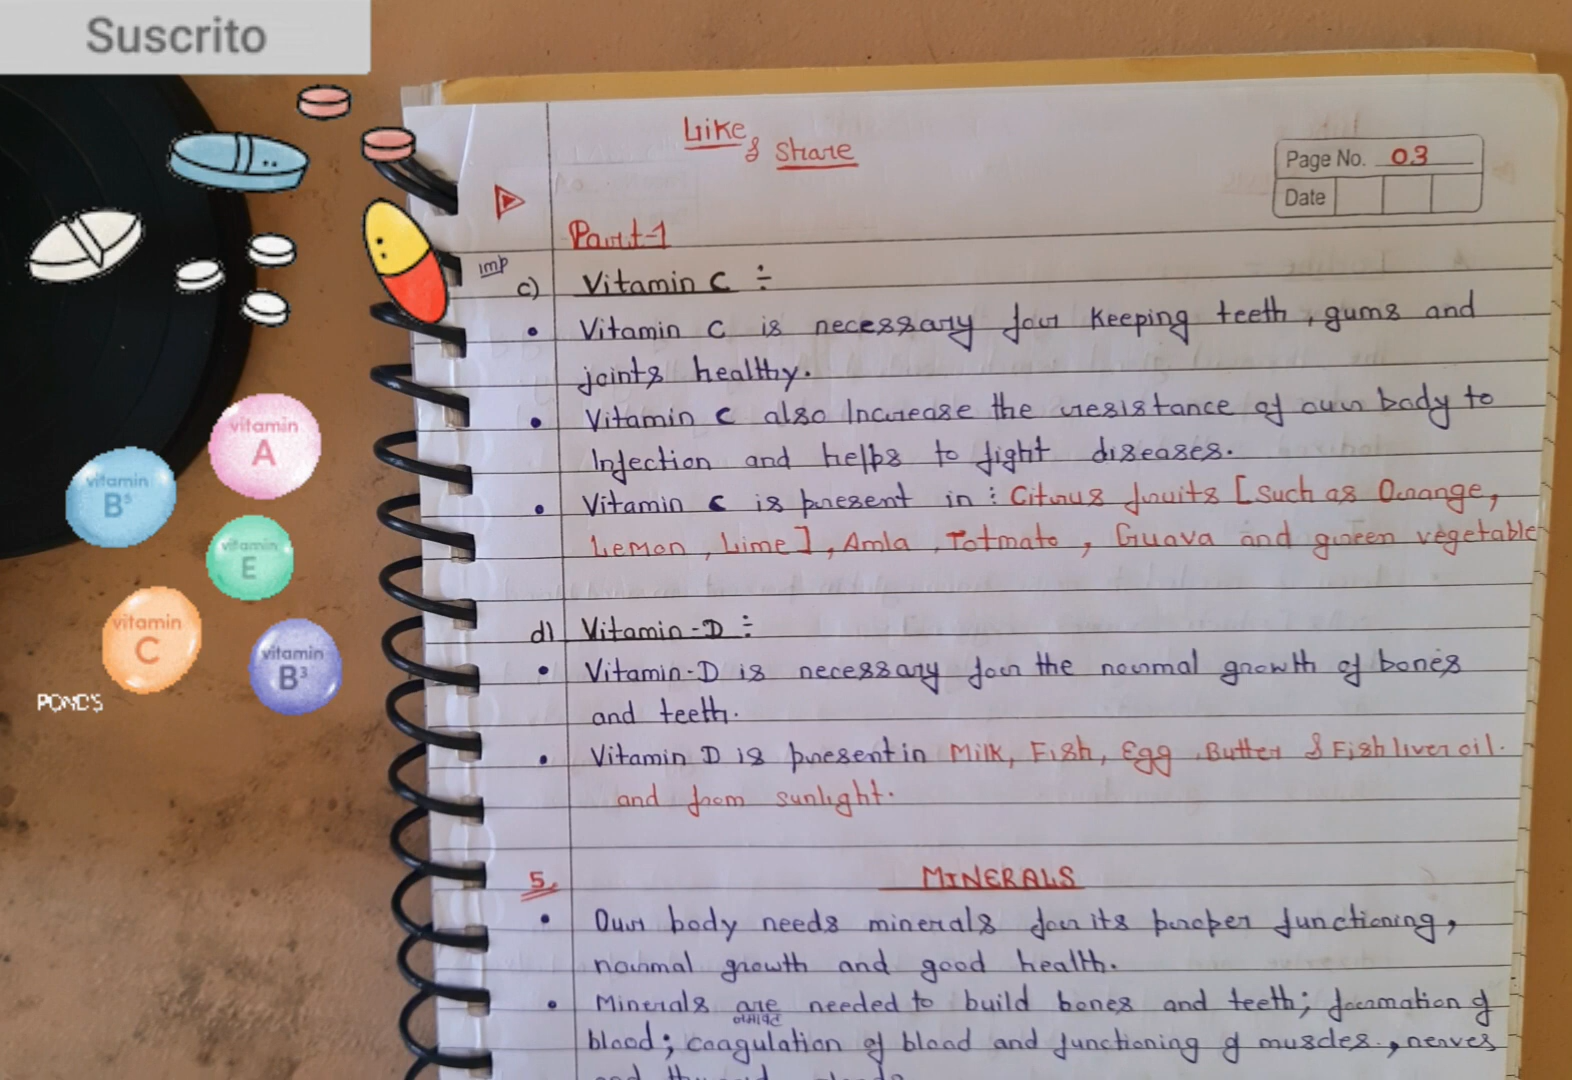 Suscrito
Like & Share
Page No. 03
Date
Part-1
imp
c) Vitamin C ÷
• Vitamin C is necessary for keeping teeth, gums and
joints healthy.
• Vitamin C also Increase the resistance of our body to
Infection and helps to fight diseases.
• Vitamin C is present in : Citrus fruits [such as Orange,
Lemon, Lime], Amla, Totmato, Guava and green vegetable
d) Vitamin-D ÷
• Vitamin-D is necessary for the normal growth of bones
and teeth.
• Vitamin D is present in Milk, Fish, Egg, Butter & Fish liver oil.
and from sunlight.
5. MINERALS
• Our body needs minerals for its proper functioning,
normal growth and good health.
• Minerals are needed to build bones and teeth; formation of
blood; coagulation of blood and functioning of muscles, nerves
vitamin A
vitamin B⁵
vitamin E
vitamin C
vitamin B³
POND'S